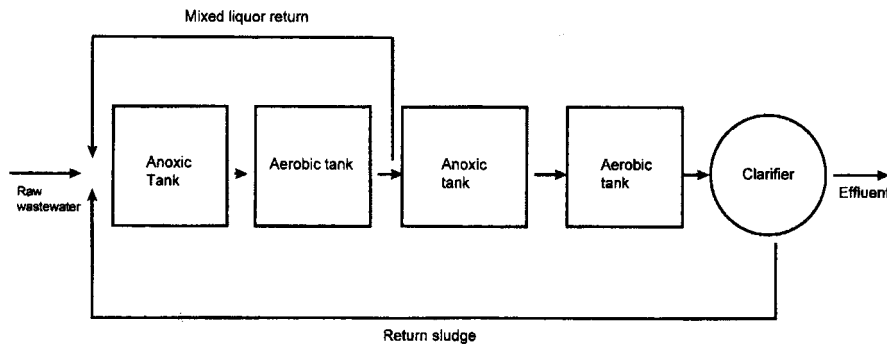 Mixed liquor return
Anoxic
Tank
Aerobic tank
Anoxic
tank
Aerobic
tank
Clarifier
Raw
wastewater
Effluent
Return sludge